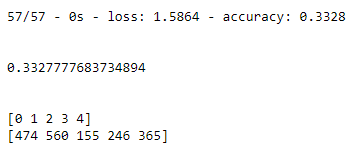 57/57 - 0s - loss: 1.5864 - accuracy: 0.3328
0.3327777683734894
[0 1 2 3 4]
[474 560 155 246 365]